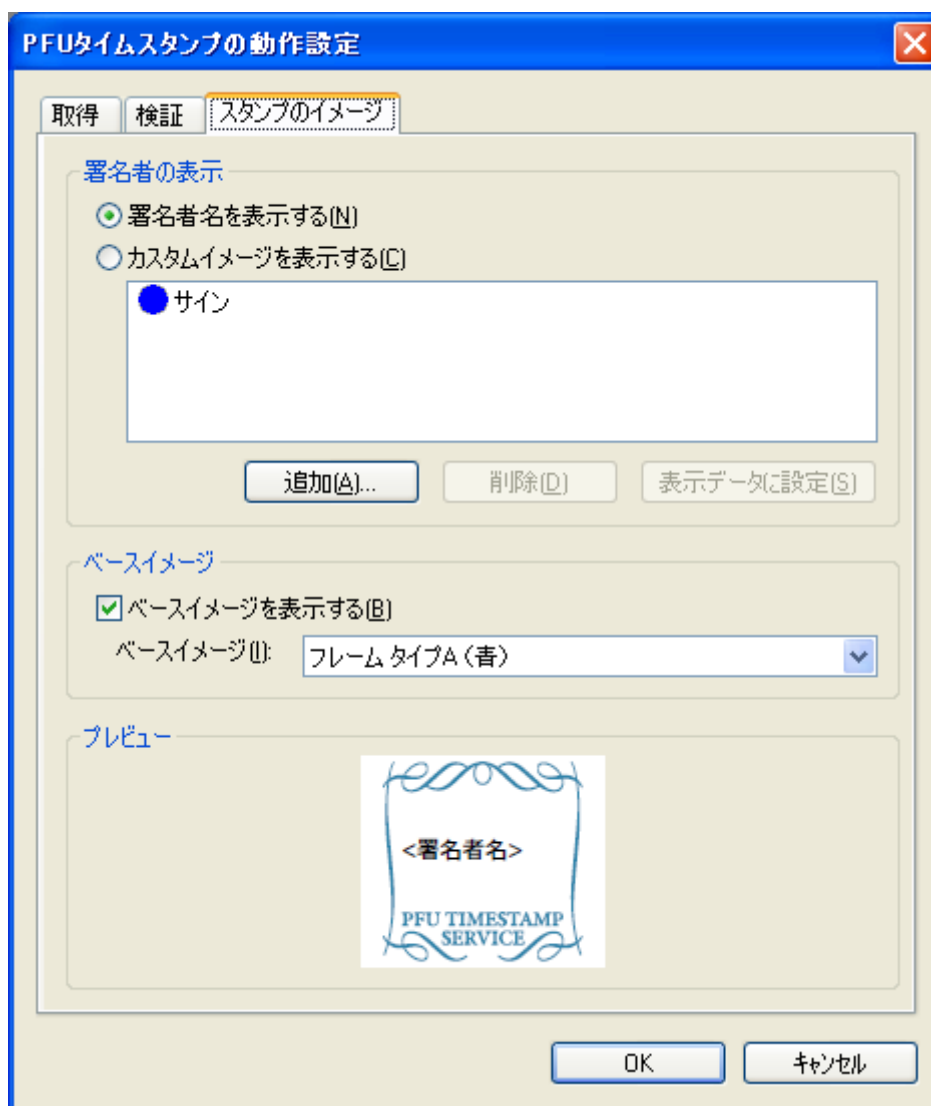 PFUタイムスタンプの動作設定
取得 検証 スタンプのイメージ
署名者の表示
署名者名を表示する(N)
カスタムイメージを表示する(C)
サイン
追加(A)... 削除(D) 表示データに設定(S)
ベースイメージ
ベースイメージを表示する(B)
ベースイメージ(I): フレーム タイプA（青）
プレビュー
<署名者名>
PFU TIMESTAMP
SERVICE
OK キャンセル